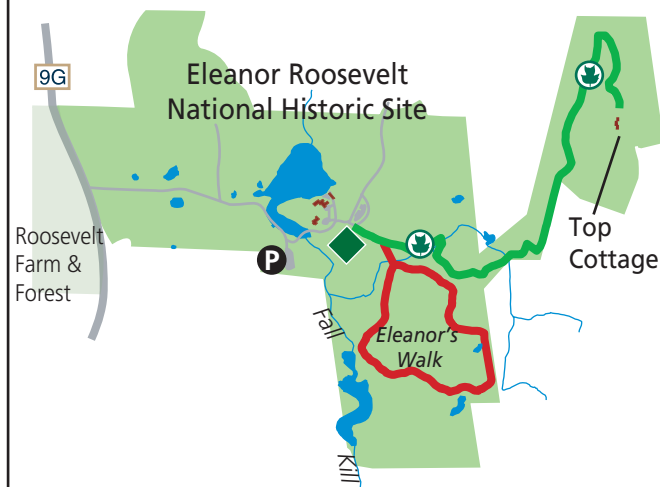 9G
Eleanor Roosevelt
National Historic Site
Roosevelt
Farm &
Forest
P
Top
Cottage
Fall
Eleanor's
Walk
Kill